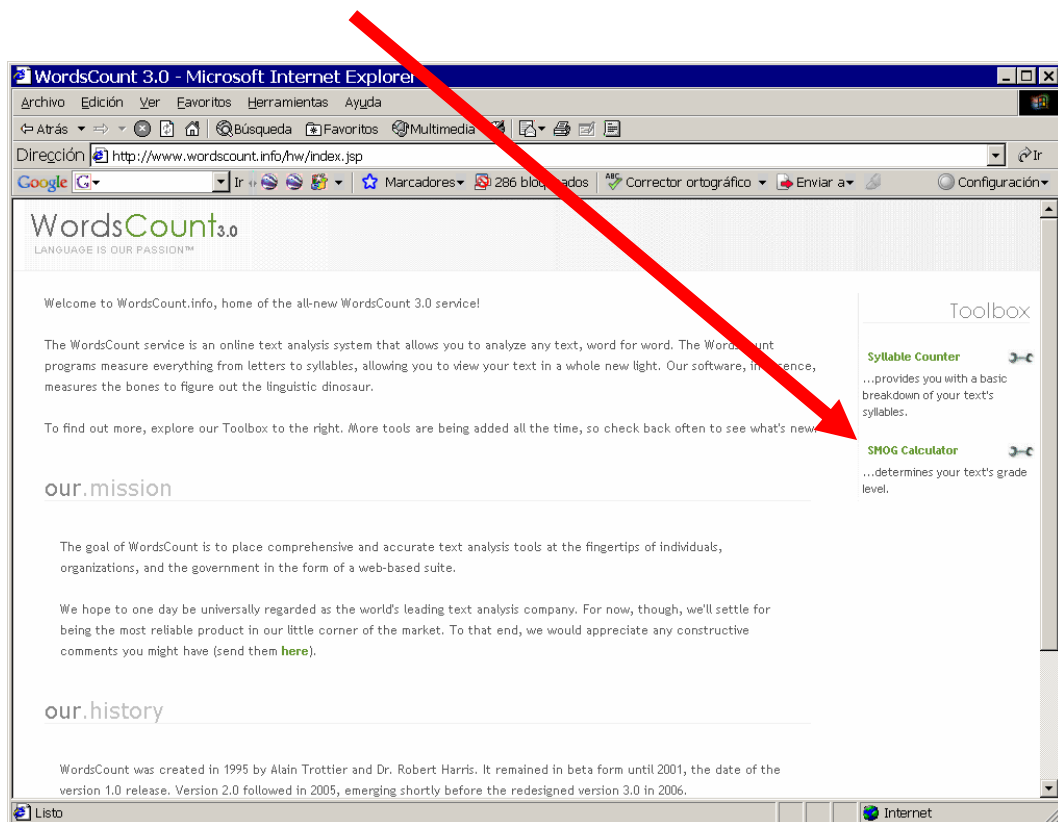 WordsCount 3.0 - Microsoft Internet Explorer
Archivo Edición Ver Favoritos Herramientas Ayuda
Atrás Búsqueda Favoritos Multimedia
Dirección http://www.wordscount.info/hw/index.jsp Ir
Google G Ir Marcadores 286 bloqueados ABC Corrector ortográfico Enviar a Configuración
WordsCount3.0
LANGUAGE IS OUR PASSION™
Welcome to WordsCount.info, home of the all-new WordsCount 3.0 service!
The WordsCount service is an online text analysis system that allows you to analyze any text, word for word. The WordsCount
programs measure everything from letters to syllables, allowing you to view your text in a whole new light. Our software, in essence,
measures the bones to figure out the linguistic dinosaur.
To find out more, explore our Toolbox to the right. More tools are being added all the time, so check back often to see what's new.
our.mission
The goal of WordsCount is to place comprehensive and accurate text analysis tools at the fingertips of individuals,
organizations, and the government in the form of a web-based suite.
We hope to one day be universally regarded as the world's leading text analysis company. For now, though, we'll settle for
being the most reliable product in our little corner of the market. To that end, we would appreciate any constructive
comments you might have (send them here).
our.history
WordsCount was created in 1995 by Alain Trottier and Dr. Robert Harris. It remained in beta form until 2001, the date of the
version 1.0 release. Version 2.0 followed in 2005, emerging shortly before the redesigned version 3.0 in 2006.
Toolbox
Syllable Counter
...provides you with a basic
breakdown of your text's
syllables.
SMOG Calculator
...determines your text's grade
level.
Listo Internet